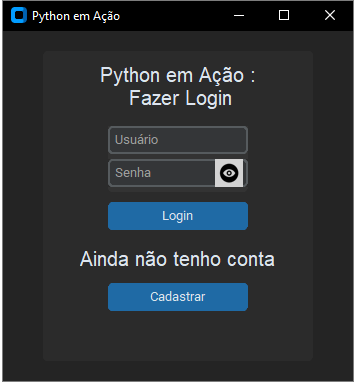 Python em Ação
Python em Ação :
Fazer Login
Usuário
Senha
Login
Ainda não tenho conta
Cadastrar